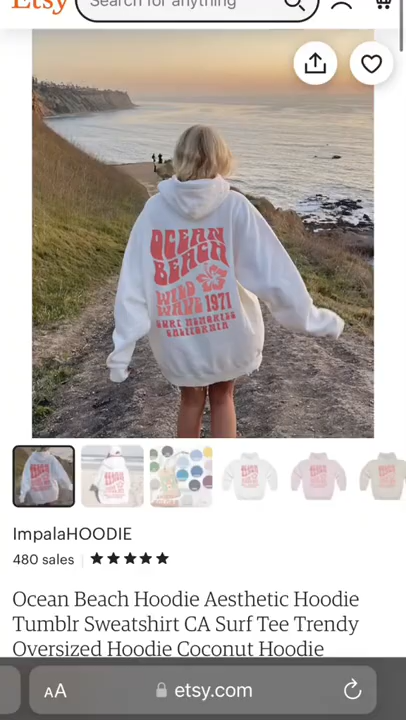 Etsy
Search for anything
OCEAN
BEACH
WILD
WAVE 1971
SURF MEMORIES
CALIFORNIA
ImpalaHOODIE
480 sales
Ocean Beach Hoodie Aesthetic Hoodie
Tumblr Sweatshirt CA Surf Tee Trendy
Oversized Hoodie Coconut Hoodie
AA
etsy.com